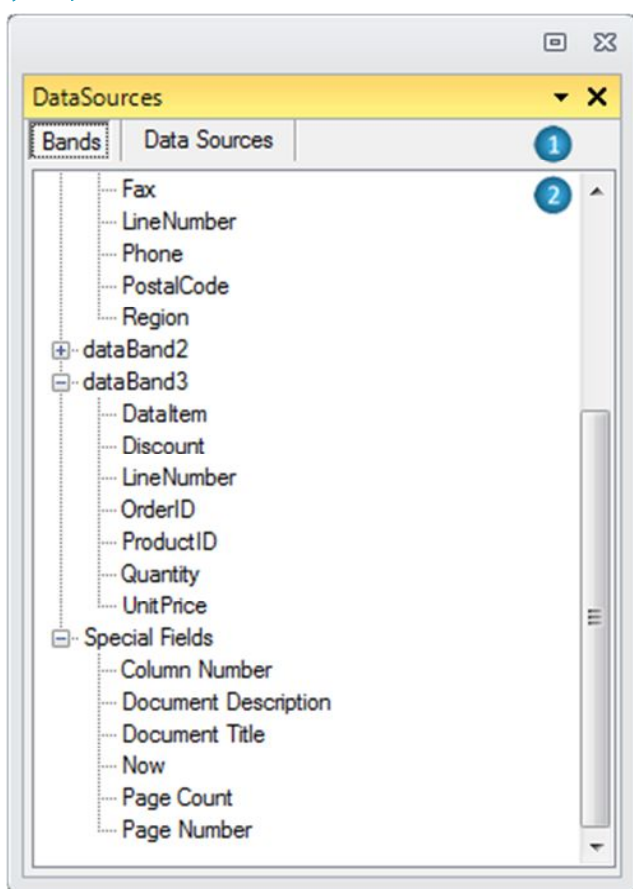 DataSources
Bands Data Sources 1
Fax 2
LineNumber
Phone
PostalCode
Region
dataBand2
dataBand3
DataItem
Discount
LineNumber
OrderID
ProductID
Quantity
UnitPrice
Special Fields
Column Number
Document Description
Document Title
Now
Page Count
Page Number